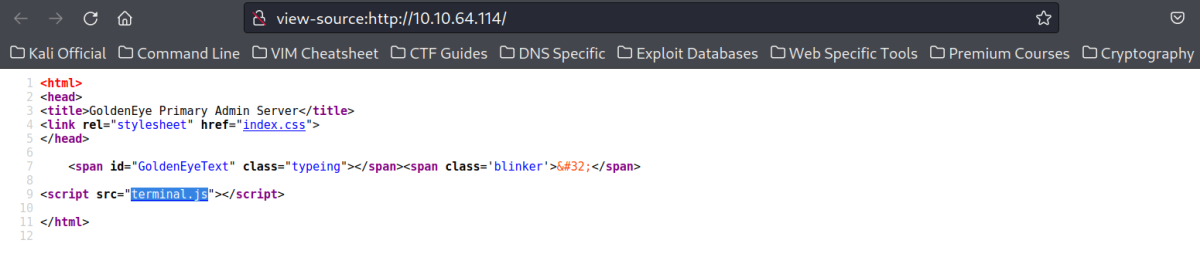 view-source:http://10.10.64.114/
Kali Official Command Line VIM Cheatsheet CTF Guides DNS Specific Exploit Databases Web Specific Tools Premium Courses Cryptography
1 <html>
2 <head>
3 <title>GoldenEye Primary Admin Server</title>
4 <link rel="stylesheet" href="index.css">
5 </head>
6
7 <span id="GoldenEyeText" class="typeing"></span><span class='blinker'>&#32;</span>
8
9 <script src="terminal.js"></script>
10
11 </html>
12